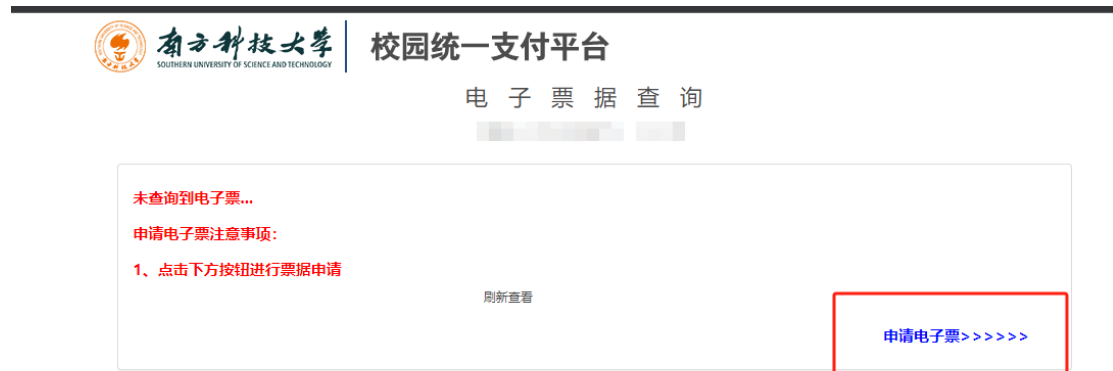 南方科技大学
SOUTHERN UNIVERSITY OF SCIENCE AND TECHNOLOGY
校园统一支付平台
电子票据查询
未查询到电子票...
申请电子票注意事项：
1、点击下方按钮进行票据申请
刷新查看
申请电子票>>>>>>